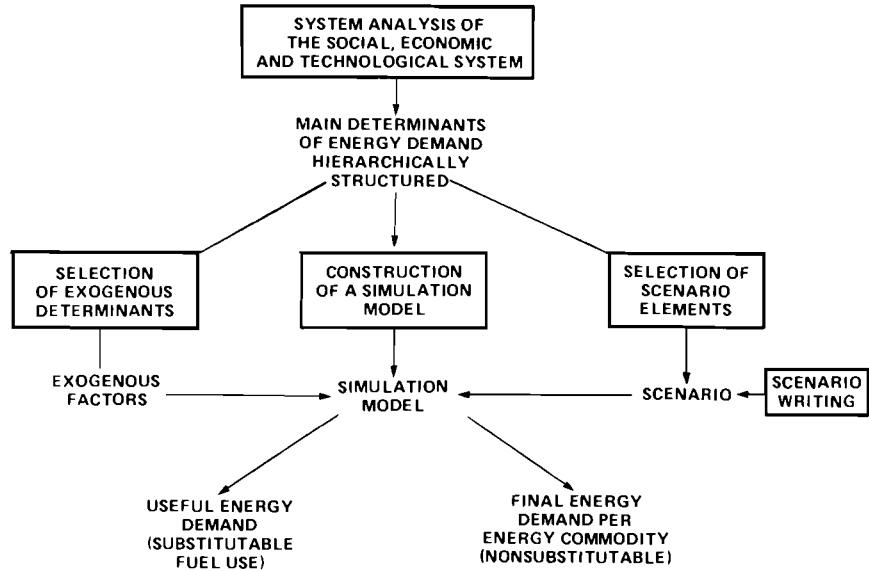 SYSTEM ANALYSIS OF
THE SOCIAL, ECONOMIC
AND TECHNOLOGICAL SYSTEM
MAIN DETERMINANTS
OF ENERGY DEMAND
HIERARCHICALLY
STRUCTURED
SELECTION
OF EXOGENOUS
DETERMINANTS
CONSTRUCTION
OF A SIMULATION
MODEL
SELECTION OF
SCENARIO
ELEMENTS
EXOGENOUS
FACTORS
SIMULATION
MODEL
SCENARIO
SCENARIO
WRITING
USEFUL ENERGY
DEMAND
(SUBSTITUTABLE
FUEL USE)
FINAL ENERGY
DEMAND PER
ENERGY COMMODITY
(NONSUBSTITUTABLE)